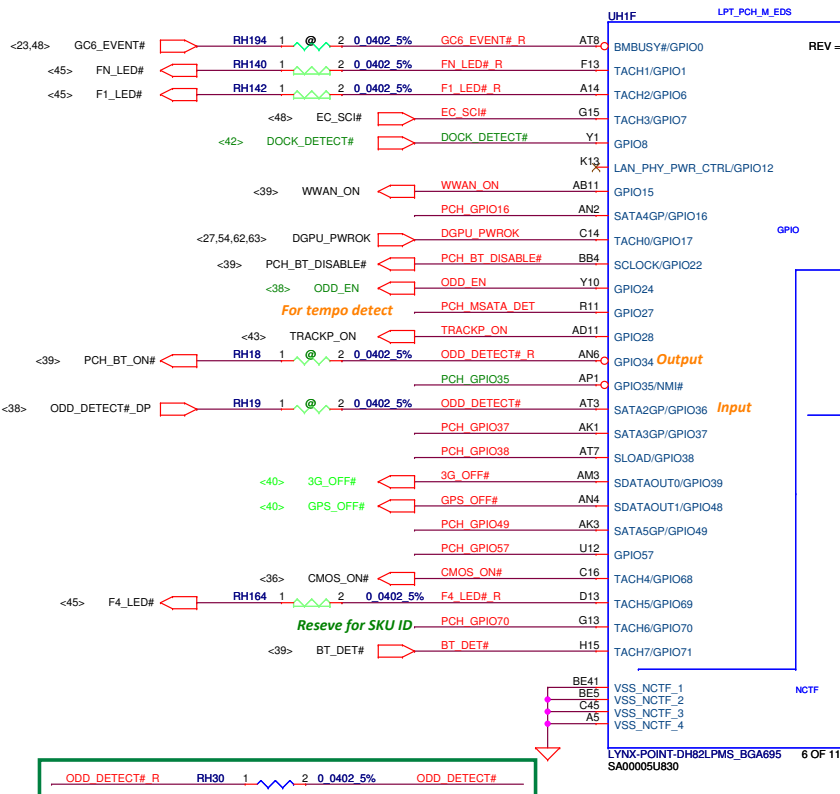 UH1F LPT_PCH_M_EDS
<23,48> GC6_EVENT# RH194 1 @ 2 0_0402_5% GC6_EVENT#_R AT8 BMBUSY#/GPIO0 REV =
<45> FN_LED# RH140 1 2 0_0402_5% FN_LED#_R F13 TACH1/GPIO1
<45> F1_LED# RH142 1 2 0_0402_5% F1_LED#_R A14 TACH2/GPIO6
<48> EC_SCI# EC_SCI# G15 TACH3/GPIO7
<42> DOCK_DETECT# DOCK_DETECT# Y1 GPIO8
K13 LAN_PHY_PWR_CTRL/GPIO12
<39> WWAN_ON WWAN_ON AB11 GPIO15
PCH_GPIO16 AN2 SATA4GP/GPIO16
GPIO
<27,54,62,63> DGPU_PWROK DGPU_PWROK C14 TACH0/GPIO17
<39> PCH_BT_DISABLE# PCH_BT_DISABLE# BB4 SCLOCK/GPIO22
<38> ODD_EN ODD_EN Y10 GPIO24
For tempo detect PCH_MSATA_DET R11 GPIO27
<43> TRACKP_ON TRACKP_ON AD11 GPIO28
<39> PCH_BT_ON# RH18 1 @ 2 0_0402_5% ODD_DETECT#_R AN6 GPIO34 Output
PCH_GPIO35 AP1 GPIO35/NMI#
<38> ODD_DETECT#_DP RH19 1 @ 2 0_0402_5% ODD_DETECT# AT3 SATA2GP/GPIO36 Input
PCH_GPIO37 AK1 SATA3GP/GPIO37
PCH_GPIO38 AT7 SLOAD/GPIO38
<40> 3G_OFF# 3G_OFF# AM3 SDATAOUT0/GPIO39
<40> GPS_OFF# GPS_OFF# AN4 SDATAOUT1/GPIO48
PCH_GPIO49 AK3 SATA5GP/GPIO49
PCH_GPIO57 U12 GPIO57
<36> CMOS_ON# CMOS_ON# C16 TACH4/GPIO68
<45> F4_LED# RH164 1 2 0_0402_5% F4_LED#_R D13 TACH5/GPIO69
Reseve for SKU ID PCH_GPIO70 G13 TACH6/GPIO70
<39> BT_DET# BT_DET# H15 TACH7/GPIO71
BE41 VSS_NCTF_1 NCTF
BE5 VSS_NCTF_2
C45 VSS_NCTF_3
A5 VSS_NCTF_4
LYNX-POINT-DH82LPMS_BGA695 6 OF 11
SA00005U830
ODD_DETECT#_R RH30 1 2 0_0402_5% ODD_DETECT#